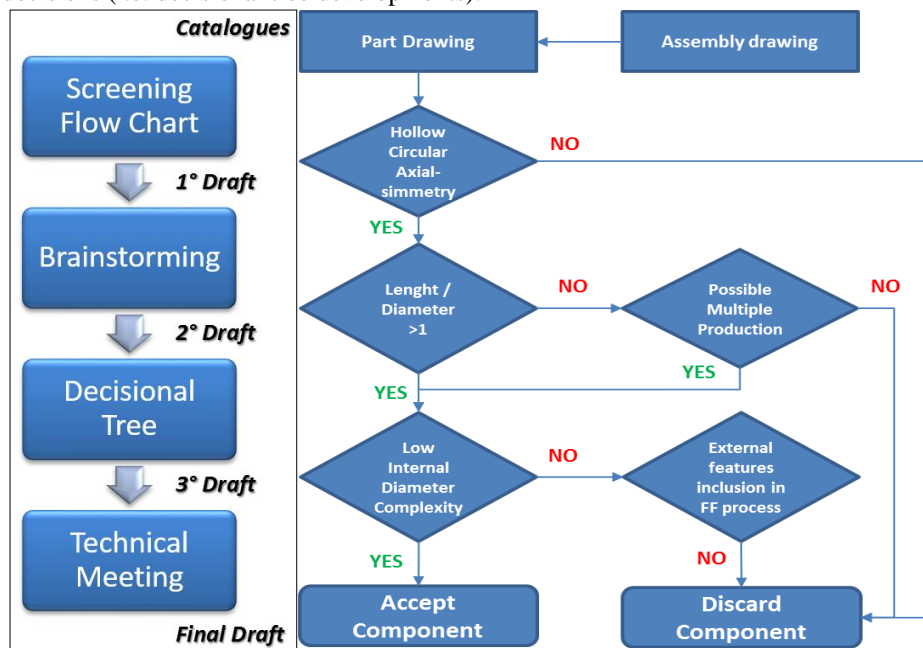 Catalogues
Screening
Flow Chart
1° Draft
Brainstorming
2° Draft
Decisional
Tree
3° Draft
Technical
Meeting
Final Draft
Part Drawing
Assembly drawing
Hollow
Circular
Axial-
simmetry
NO
YES
Lenght /
Diameter
>1
NO
Possible
Multiple
Production
NO
YES
YES
Low
Internal
Diameter
Complexity
NO
External
features
inclusion in
FF process
YES
NO
Accept
Component
Discard
Component